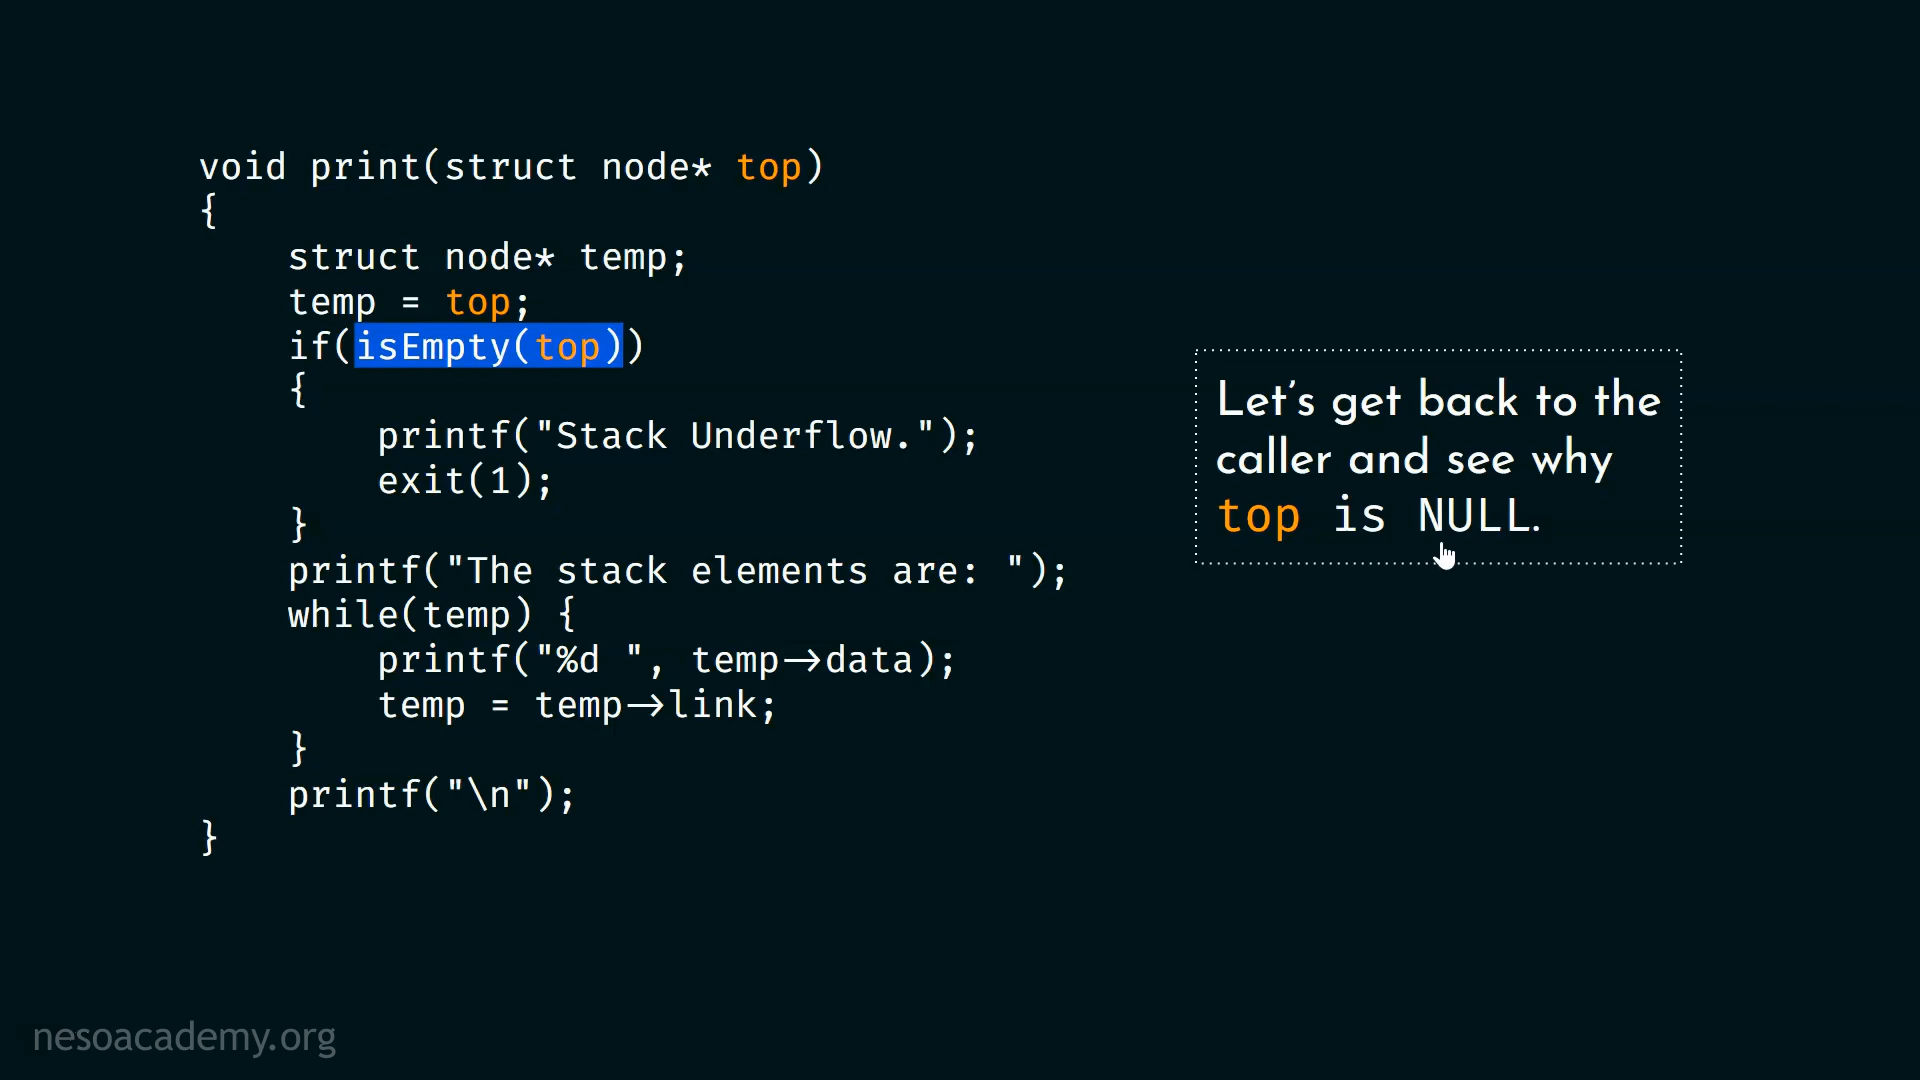 void print(struct node* top)
{
struct node* temp;
temp = top;
if(isEmpty(top))
{
printf("Stack Underflow.");
exit(1);
}
printf("The stack elements are: ");
while(temp) {
printf("%d ", temp->data);
temp = temp->link;
}
printf("\n");
}
Let's get back to the
caller and see why
top is NULL.
nesoacademy.org